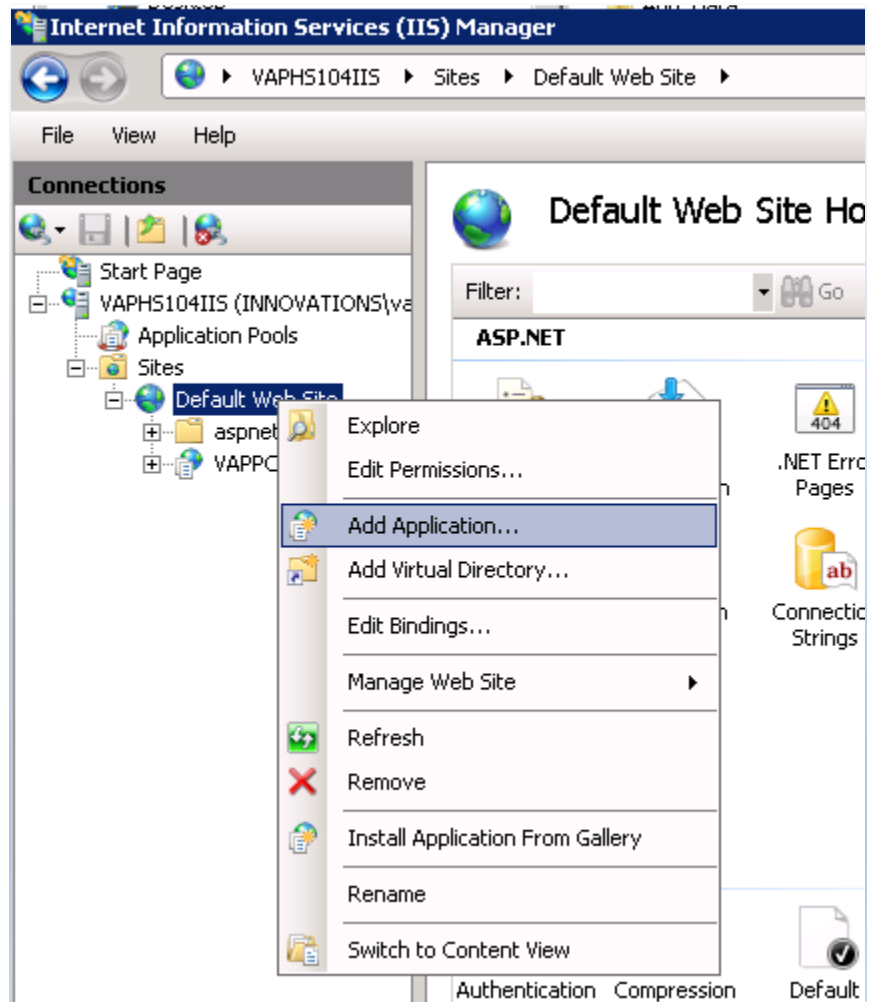 Internet Information Services (IIS) Manager
VAPHS104IIS Sites Default Web Site
File View Help
Connections
Start Page
VAPHS104IIS (INNOVATIONS\va
Application Pools
Sites
Default Web Site
aspnet
VAPPC
Default Web Site Ho
Filter: Go
ASP.NET
404
.NET Erro
Pages
ab
Connectio
Strings
Explore
Edit Permissions...
Add Application...
Add Virtual Directory...
Edit Bindings...
Manage Web Site
Refresh
Remove
Install Application From Gallery
Rename
Switch to Content View
Authentication Compression Default